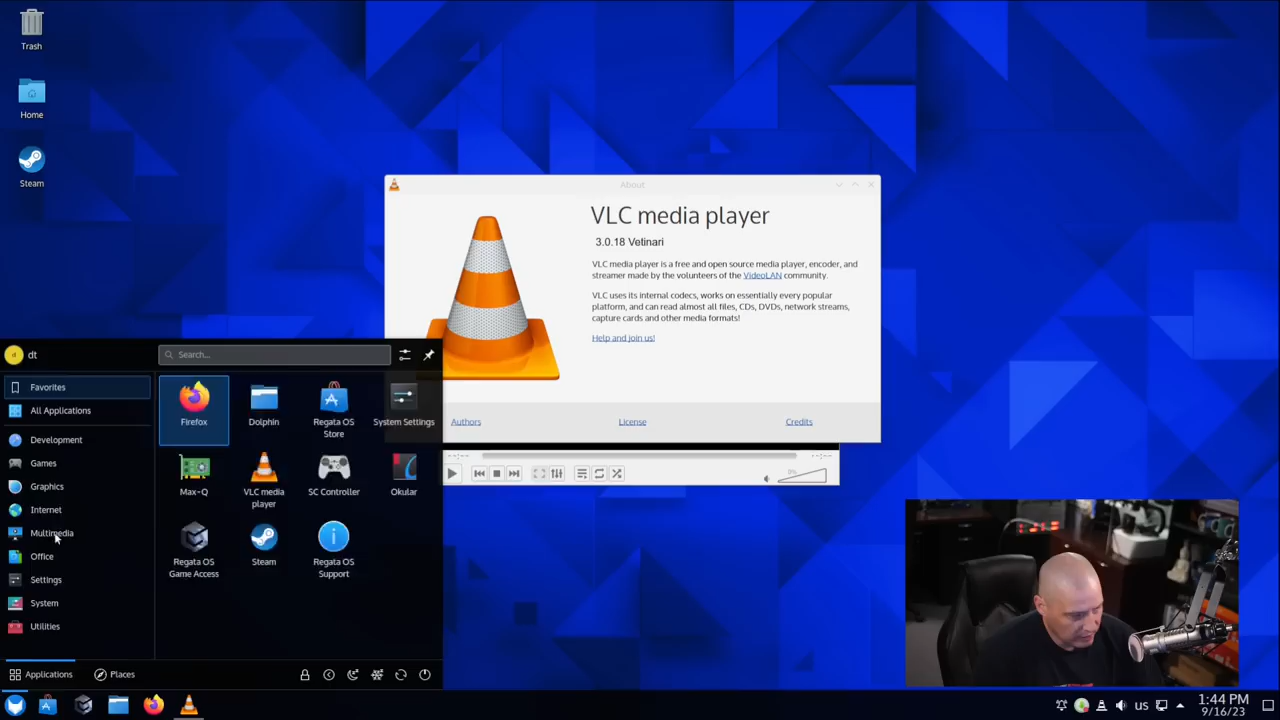 Trash
Home
Steam
About
VLC media player
3.0.18 Vetinari
VLC media player is a free and open source media player, encoder, and
streamer made by the volunteers of the VideoLAN community.
VLC uses its internal codecs, works on essentially every popular
platform, and can read almost all files, CDs, DVDs, network streams,
capture cards and other media formats!
Help and join us!
Authors
License
Credits
--:--
--:--
dt
Search...
Favorites
All Applications
Development
Games
Graphics
Internet
Multimedia
Office
Settings
System
Utilities
Firefox
Dolphin
Regata OS
Store
System Settings
Max-Q
VLC media
player
SC Controller
Okular
Regata OS
Game Access
Steam
Regata OS
Support
Applications
Places
us
1:44 PM
9/16/23